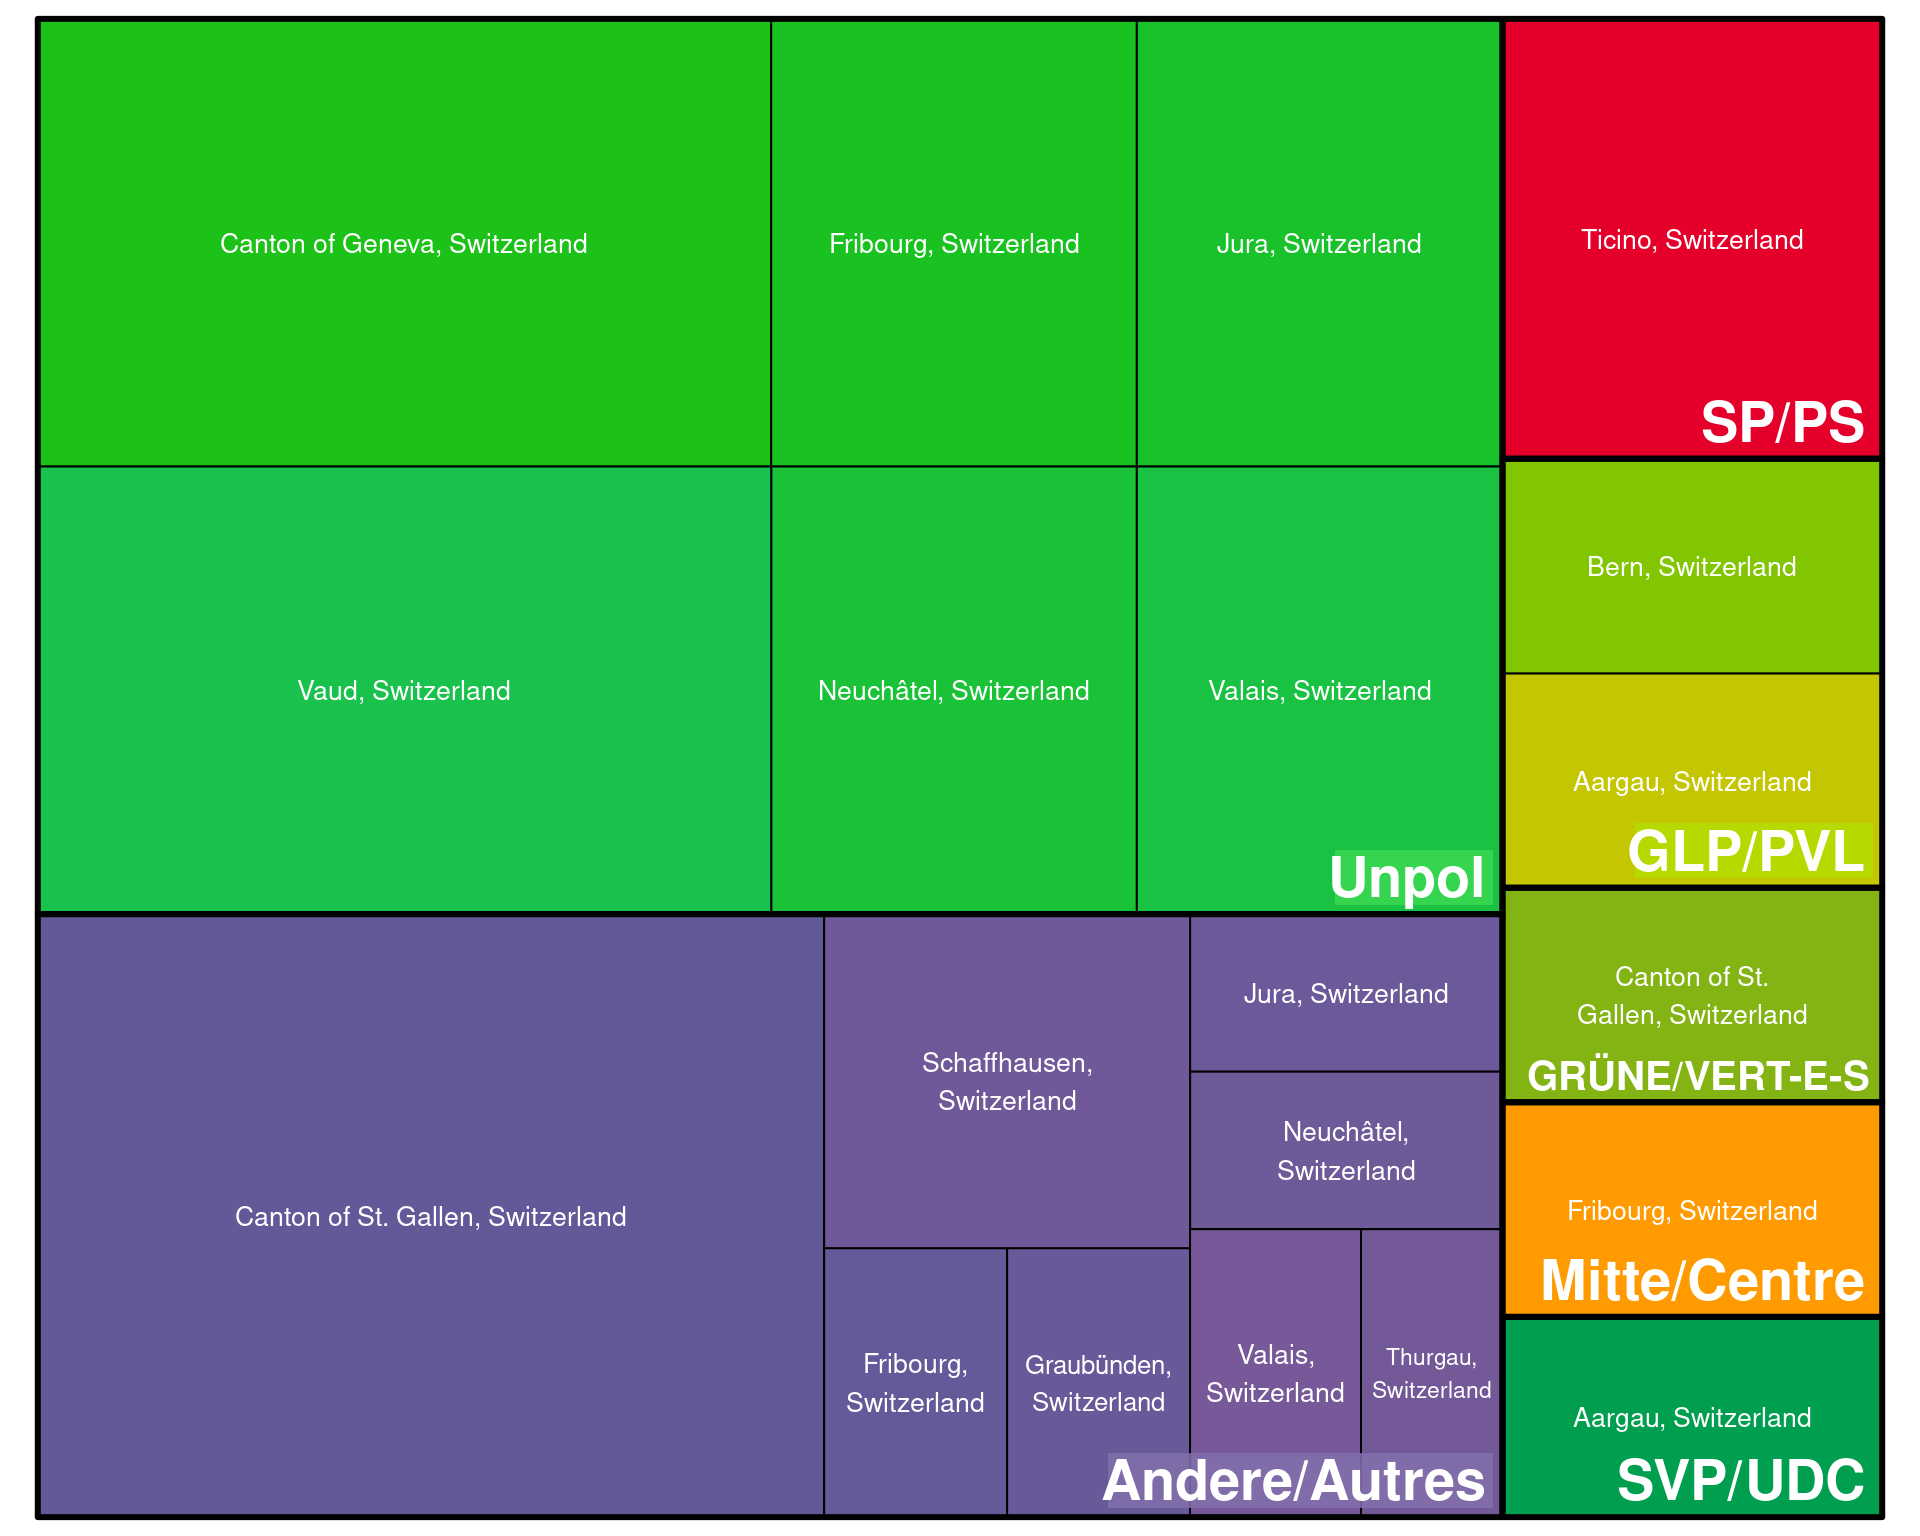 Canton of Geneva, Switzerland
Fribourg, Switzerland
Jura, Switzerland
Vaud, Switzerland
Neuchâtel, Switzerland
Valais, Switzerland
Unpol
Canton of St. Gallen, Switzerland
Schaffhausen,
Switzerland
Fribourg,
Switzerland
Graubünden,
Switzerland
Jura, Switzerland
Neuchâtel,
Switzerland
Valais,
Switzerland
Thurgau,
Switzerland
Andere/Autres
Ticino, Switzerland
SP/PS
Bern, Switzerland
Aargau, Switzerland
GLP/PVL
Canton of St.
Gallen, Switzerland
GRÜNE/VERT-E-S
Fribourg, Switzerland
Mitte/Centre
Aargau, Switzerland
SVP/UDC